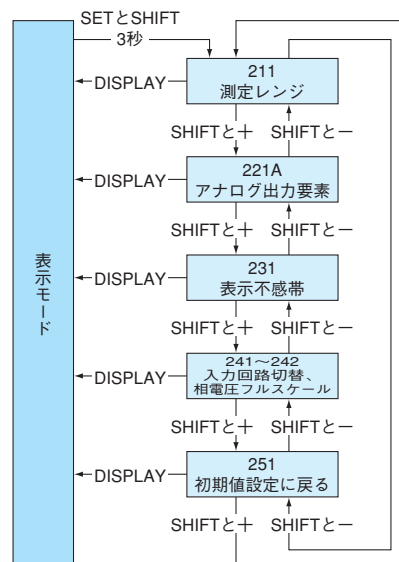 SETとSHIFT
3秒
211
測定レンジ
DISPLAY
SHIFTと＋ SHIFTとー
221A
アナログ出力要素
DISPLAY
SHIFTと＋ SHIFTとー
231
表示不感帯
DISPLAY
SHIFTと＋ SHIFTとー
241～242
入力回路切替、
相電圧フルスケール
DISPLAY
SHIFTと＋ SHIFTとー
251
初期値設定に戻る
DISPLAY
SHIFTと＋ SHIFTとー
表示モード